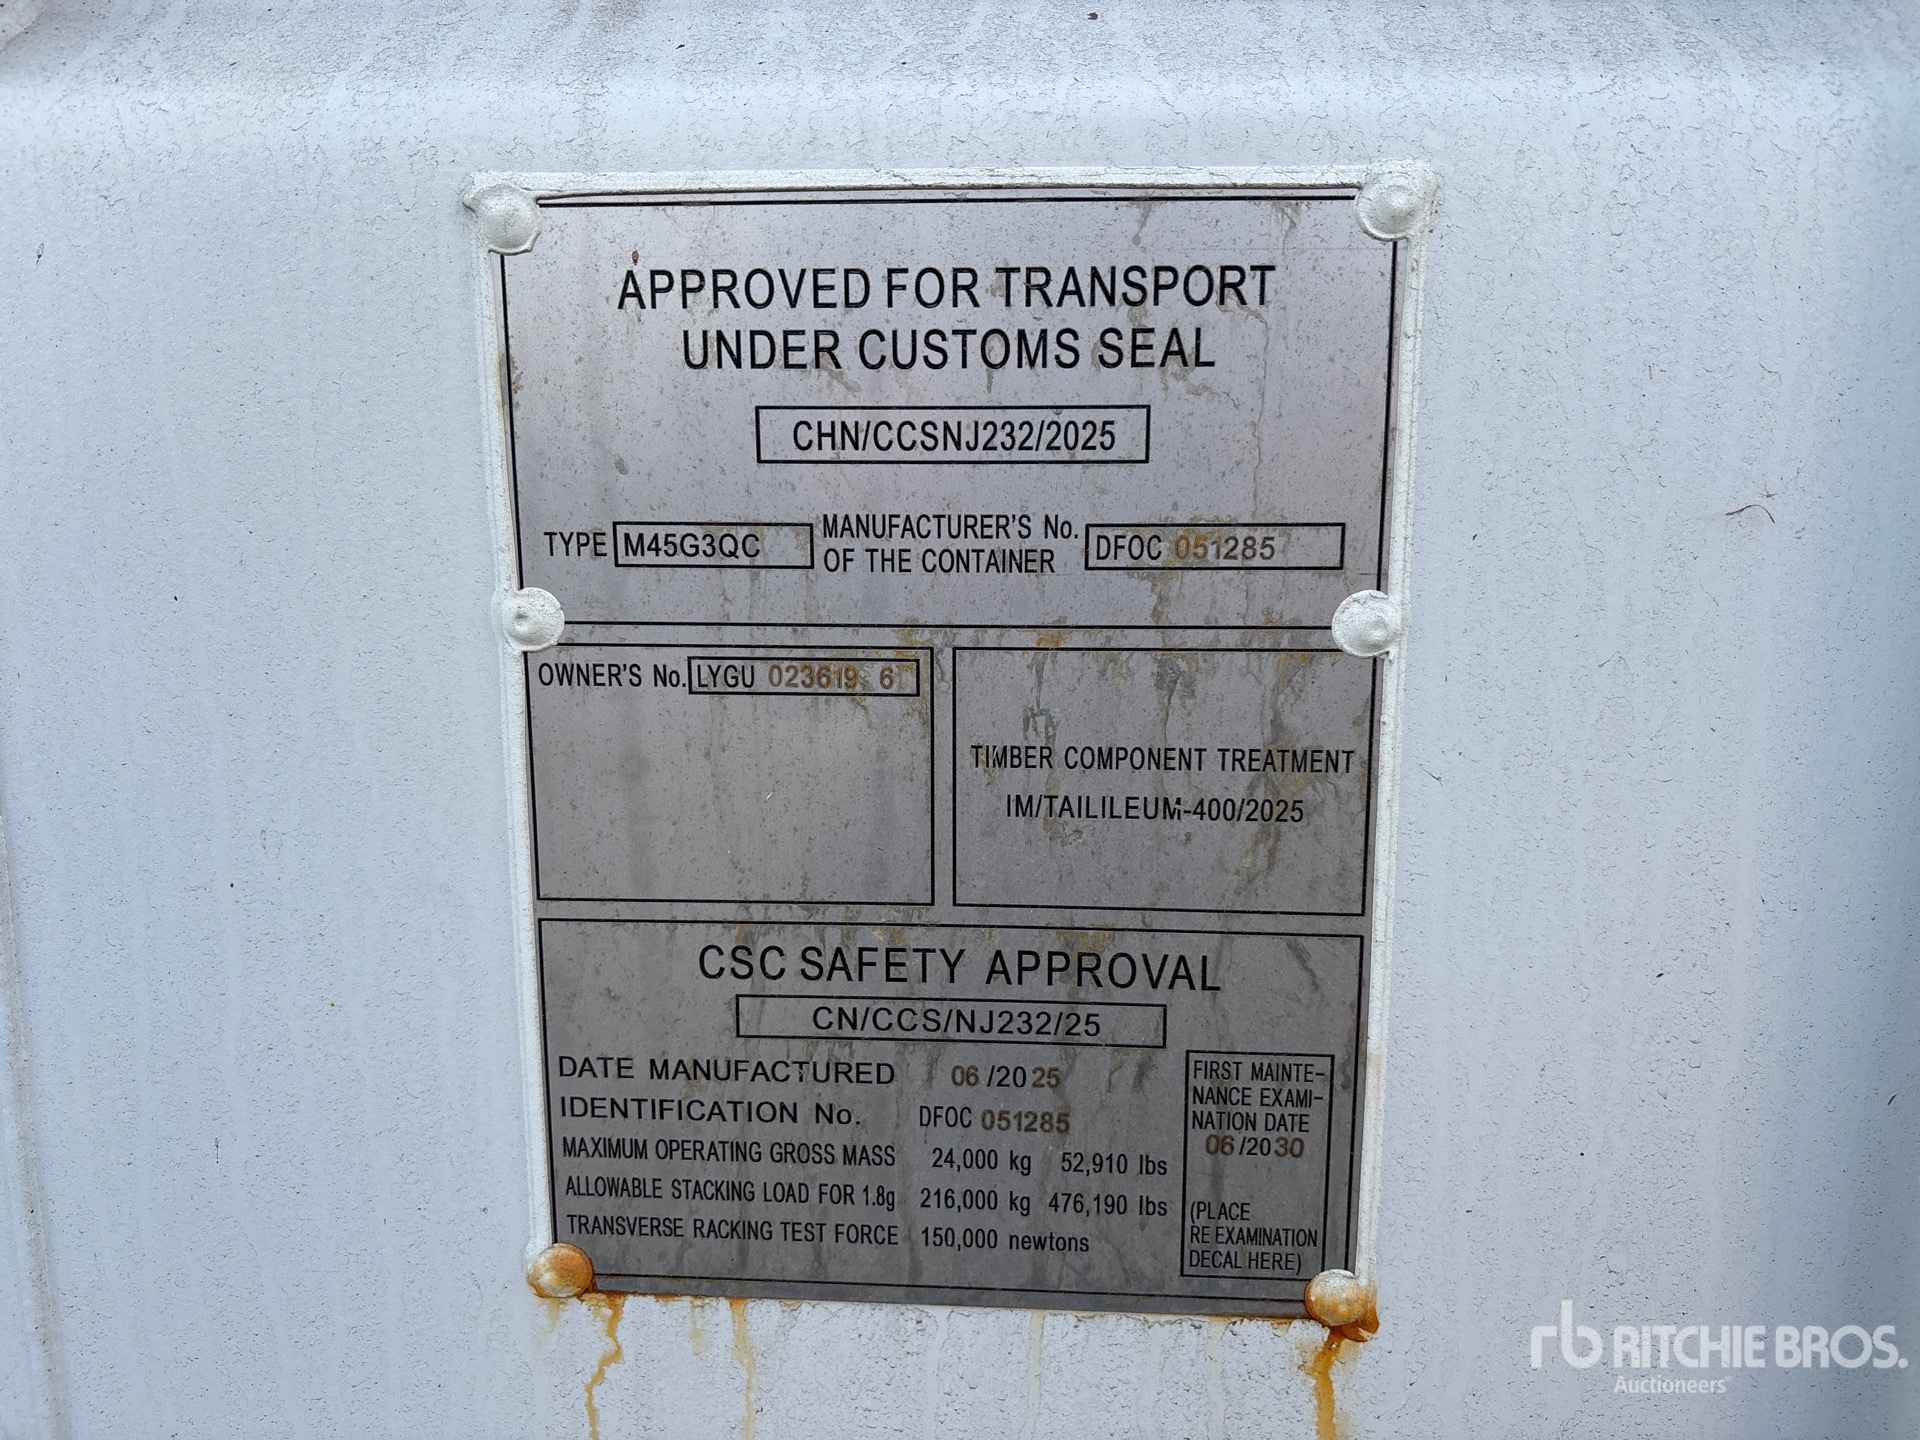 APPROVED FOR TRANSPORT
UNDER CUSTOMS SEAL
CHN/CCSNJ232/2025
TYPE M45G3QC MANUFACTURER'S No. OF THE CONTAINER DFOC 051285
OWNER'S No. LYGU 023619 6
TIMBER COMPONENT TREATMENT
IM/TAILILEUM-400/2025
CSC SAFETY APPROVAL
CN/CCS/NJ232/25
DATE MANUFACTURED 06/2025
IDENTIFICATION No. DFOC 051285
MAXIMUM OPERATING GROSS MASS 24,000 kg 52,910 lbs
ALLOWABLE STACKING LOAD FOR 1.8g 216,000 kg 476,190 lbs
TRANSVERSE RACKING TEST FORCE 150,000 newtons
FIRST MAINTE-
NANCE EXAMI-
NATION DATE
06/2030
(PLACE
RE EXAMINATION
DECAL HERE)
rb RITCHIE BROS.
Auctioneers